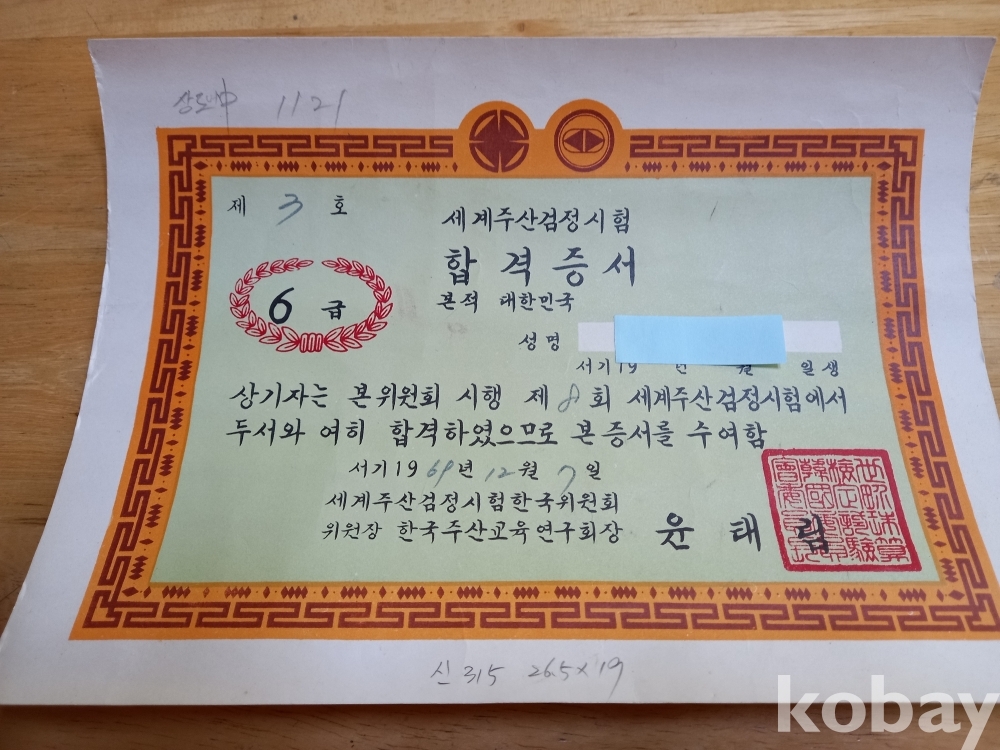 상도中 1121
제 3 호
세계주산검정시험
합격증서
6 급
본적 대한민국
성명
서기 19 년 월 일생
상기자는 본위원회 시행 제 8 회 세계주산검정시험에서
두서와 여히 합격하였으므로 본 증서를 수여함
서기 1969년 12월 7일
세계주산검정시험한국위원회
위원장 한국주산교육연구회장 윤태림
신 315 26.5×19
kobay